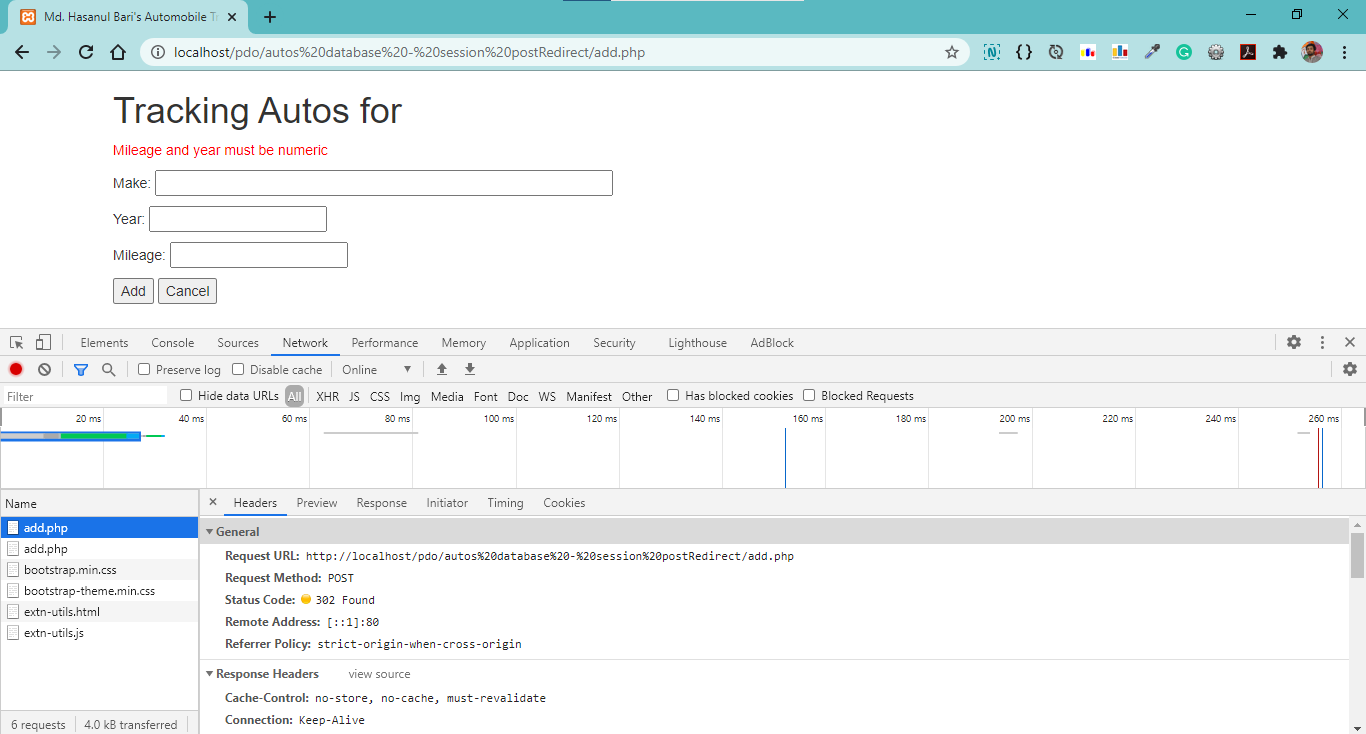 Md. Hasanul Bari's Automobile Tr
localhost/pdo/autos%20database%20-%20session%20postRedirect/add.php
Tracking Autos for
Mileage and year must be numeric
Make:
Year:
Mileage:
Add Cancel
Elements Console Sources Network Performance Memory Application Security Lighthouse AdBlock
Preserve log Disable cache Online
Filter Hide data URLs All XHR JS CSS Img Media Font Doc WS Manifest Other Has blocked cookies Blocked Requests
20 ms 40 ms 60 ms 80 ms 100 ms 120 ms 140 ms 160 ms 180 ms 200 ms 220 ms 240 ms 260 ms
Name
add.php
add.php
bootstrap.min.css
bootstrap-theme.min.css
extn-utils.html
extn-utils.js
6 requests 4.0 kB transferred
Headers Preview Response Initiator Timing Cookies
General
Request URL: http://localhost/pdo/autos%20database%20-%20session%20postRedirect/add.php
Request Method: POST
Status Code: 302 Found
Remote Address: [::1]:80
Referrer Policy: strict-origin-when-cross-origin
Response Headers view source
Cache-Control: no-store, no-cache, must-revalidate
Connection: Keep-Alive